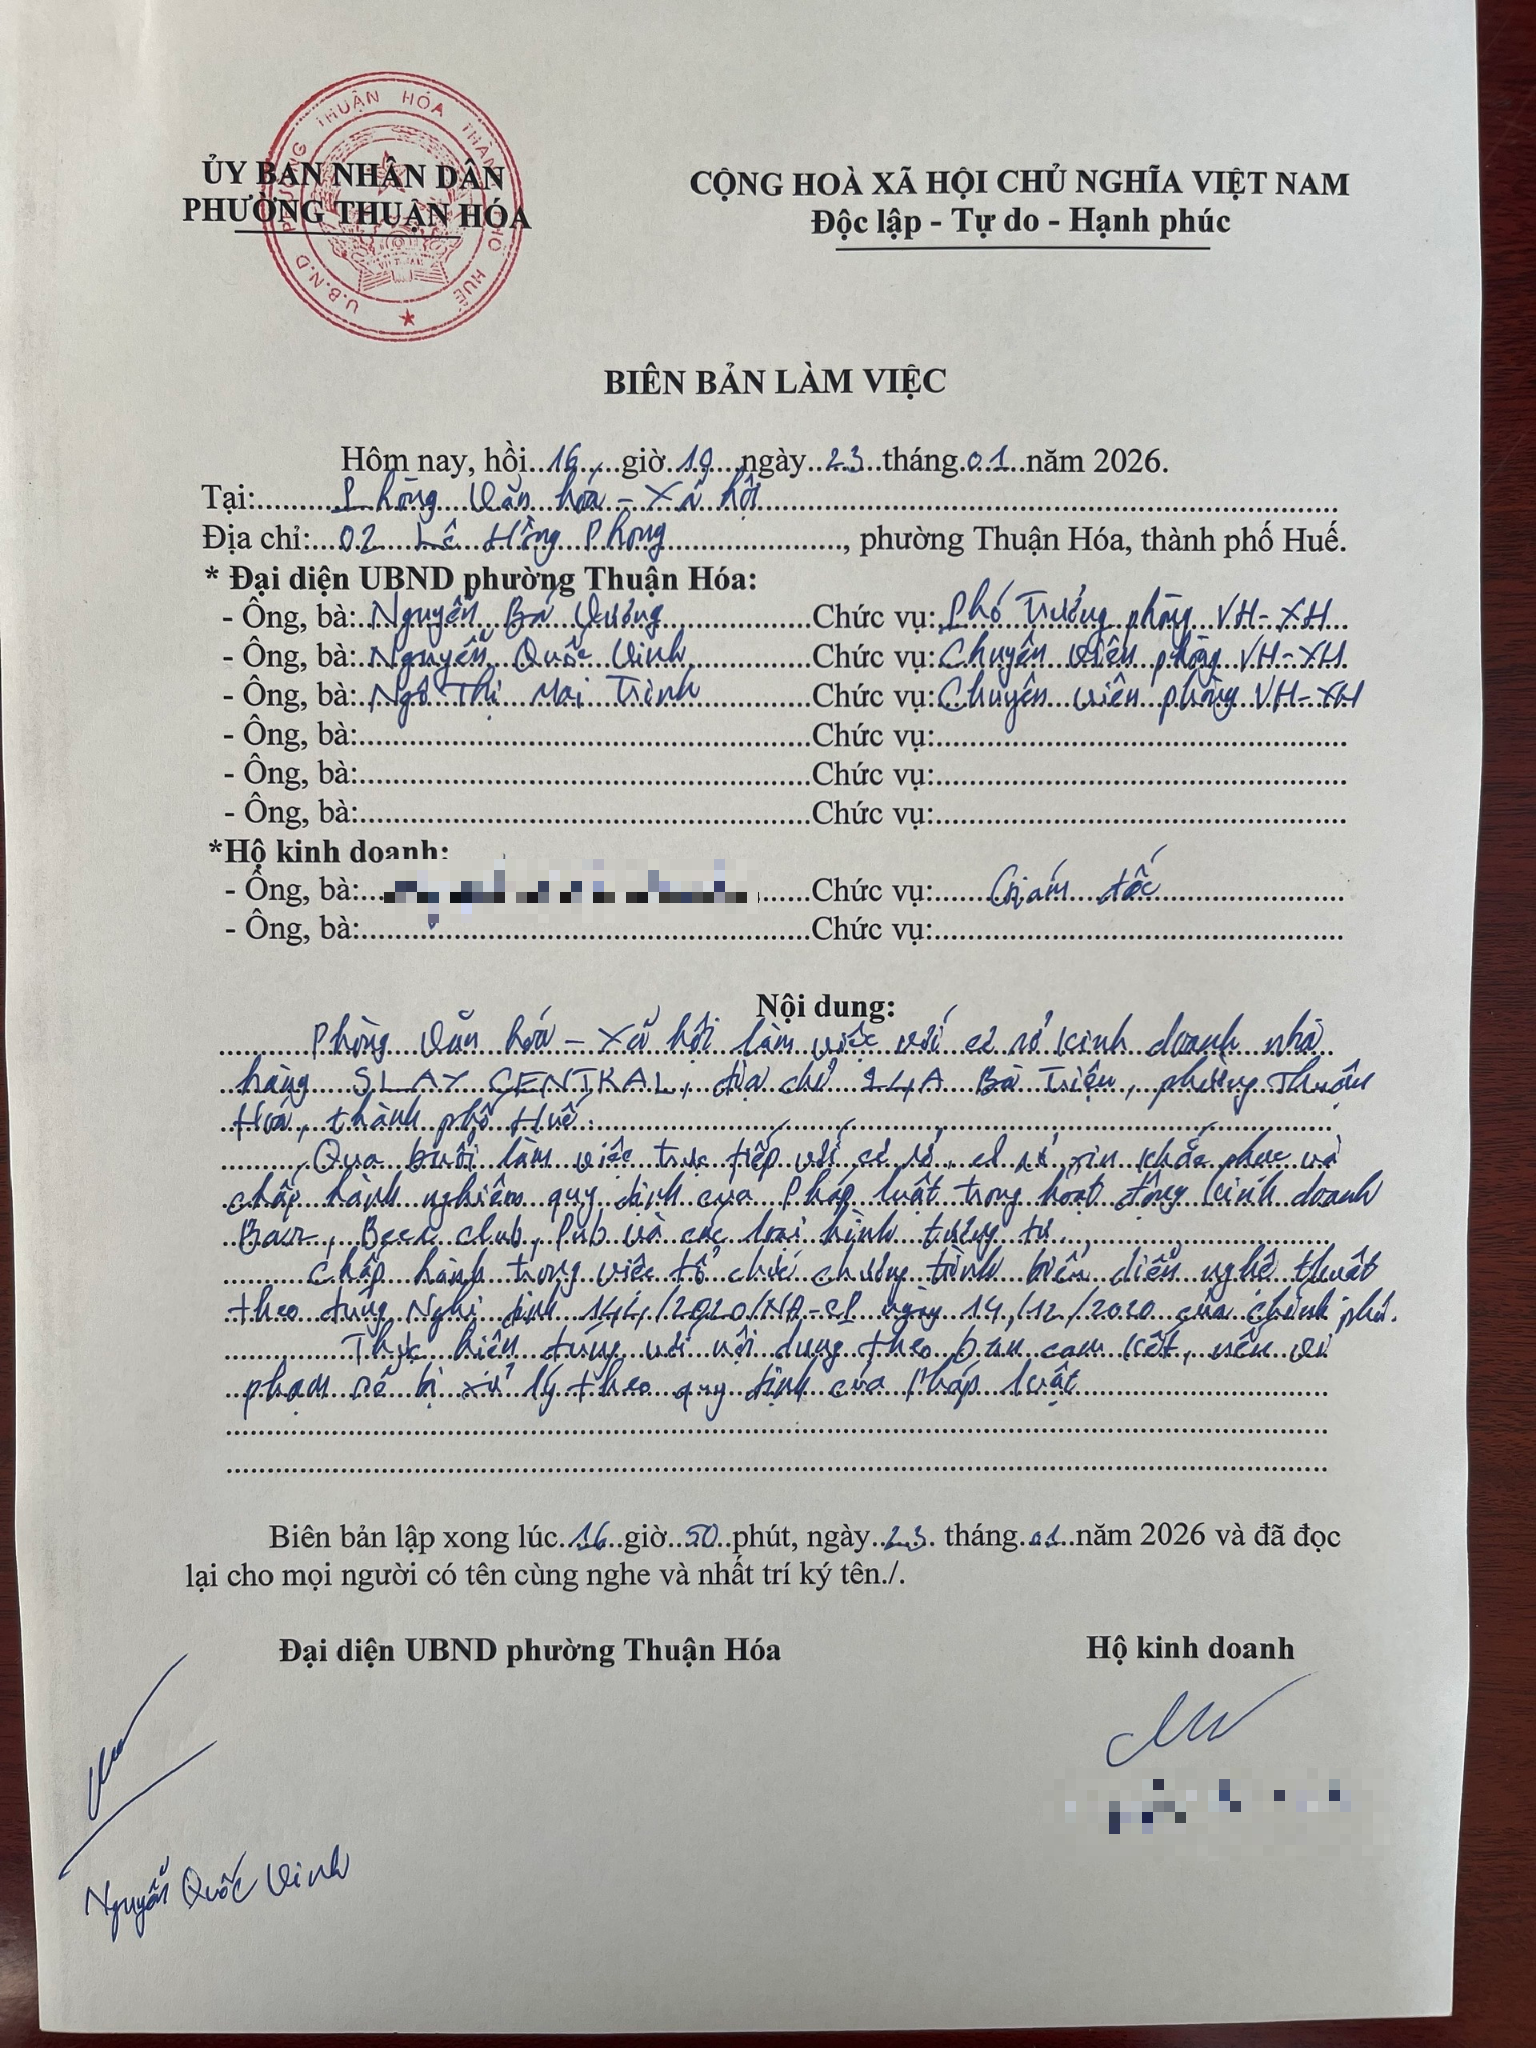 U.B.N.D PHƯỜNG THUẬN HÓA THÀNH PHỐ HUẾ
ỦY BAN NHÂN DÂN
PHƯỜNG THUẬN HÓA
CỘNG HOÀ XÃ HỘI CHỦ NGHĨA VIỆT NAM
Độc lập - Tự do - Hạnh phúc
BIÊN BẢN LÀM VIỆC
Hôm nay, hồi 16 giờ 10 ngày 23 tháng 01 năm 2026.
Tại: Phòng Văn hóa - Xã hội
Địa chỉ: 02 Lê Hồng Phong, phường Thuận Hóa, thành phố Huế.
* Đại diện UBND phường Thuận Hóa:
- Ông, bà: Nguyễn Bá Vương Chức vụ: Phó Trưởng phòng VH-XH
- Ông, bà: Nguyễn Quốc Vinh Chức vụ: Chuyên viên phòng VH-XH
- Ông, bà: Ngô Thị Mai Trinh Chức vụ: Chuyên viên phòng VH-XH
- Ông, bà: Chức vụ:
- Ông, bà: Chức vụ:
- Ông, bà: Chức vụ:
*Hộ kinh doanh:
- Ông, bà: Chức vụ: Giám đốc
- Ông, bà: Chức vụ:
Nội dung:
Phòng Văn hóa - Xã hội làm việc với cơ sở kinh doanh nhà
hàng SLAY CENTRAL, địa chỉ 24A Bà Triệu, phường Thuận
Hóa, thành phố Huế.
Qua buổi làm việc trực tiếp với cơ sở, cơ sở xin khắc phục và
chấp hành nghiêm quy định của Pháp luật trong hoạt động kinh doanh
Bar, Beer club, Pub và các loại hình tương tự.
Chấp hành trong việc tổ chức chương trình biểu diễn nghệ thuật
theo đúng Nghị định 144/2020/NĐ-CP ngày 14/12/2020 của chính phủ.
Thực hiện đúng với nội dung theo bản cam kết, nếu vi
phạm sẽ bị xử lý theo quy định của Pháp luật
Biên bản lập xong lúc 16 giờ 50 phút, ngày 23 tháng 01 năm 2026 và đã đọc
lại cho mọi người có tên cùng nghe và nhất trí ký tên./.
Đại diện UBND phường Thuận Hóa
Hộ kinh doanh
Nguyễn Quốc Vinh